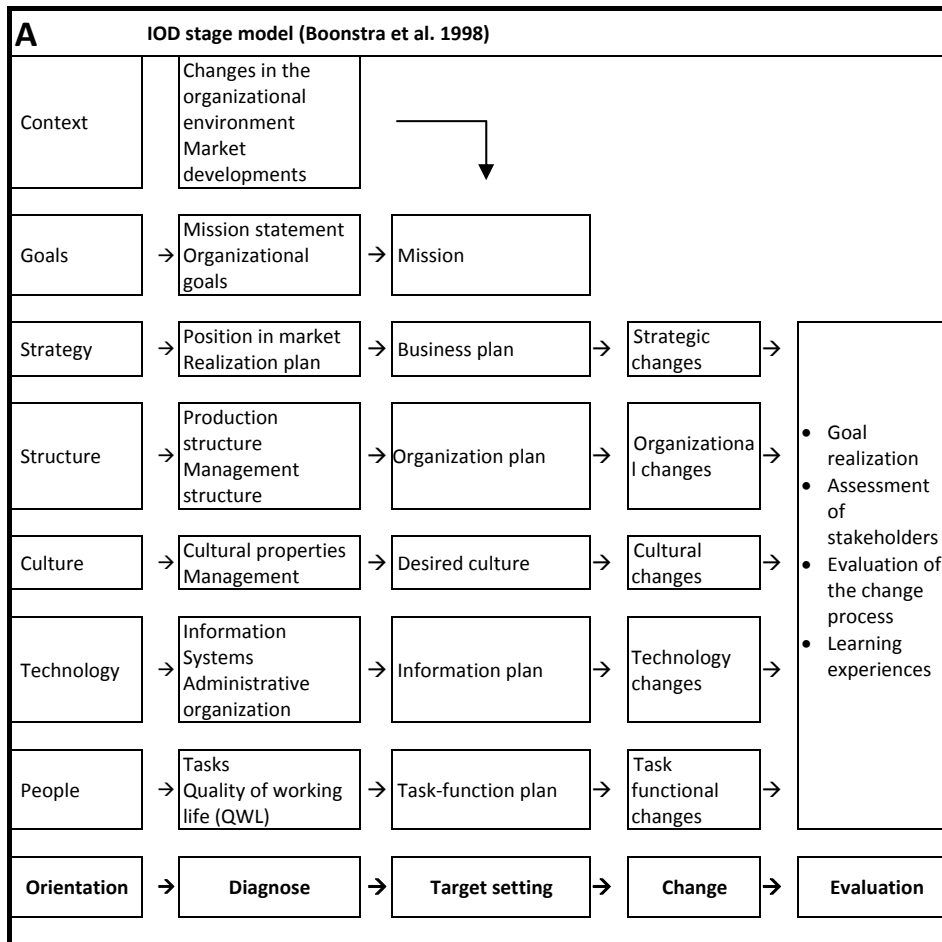 A IOD stage model (Boonstra et al. 1998)
Context
Changes in the
organizational
environment
Market
developments
Goals
→
Mission statement
Organizational
goals
→
Mission
Strategy
→
Position in market
Realization plan
→
Business plan
→
Strategic
changes
→
Structure
→
Production
structure
Management
structure
→
Organization plan
→
Organizationa
l changes
→
Culture
→
Cultural properties
Management
→
Desired culture
→
Cultural
changes
→
Technology
→
Information
Systems
Administrative
organization
→
Information plan
→
Technology
changes
→
People
→
Tasks
Quality of working
life (QWL)
→
Task-function plan
→
Task
functional
changes
→
• Goal
realization
• Assessment
of
stakeholders
• Evaluation of
the change
process
• Learning
experiences
Orientation → Diagnose → Target setting → Change → Evaluation